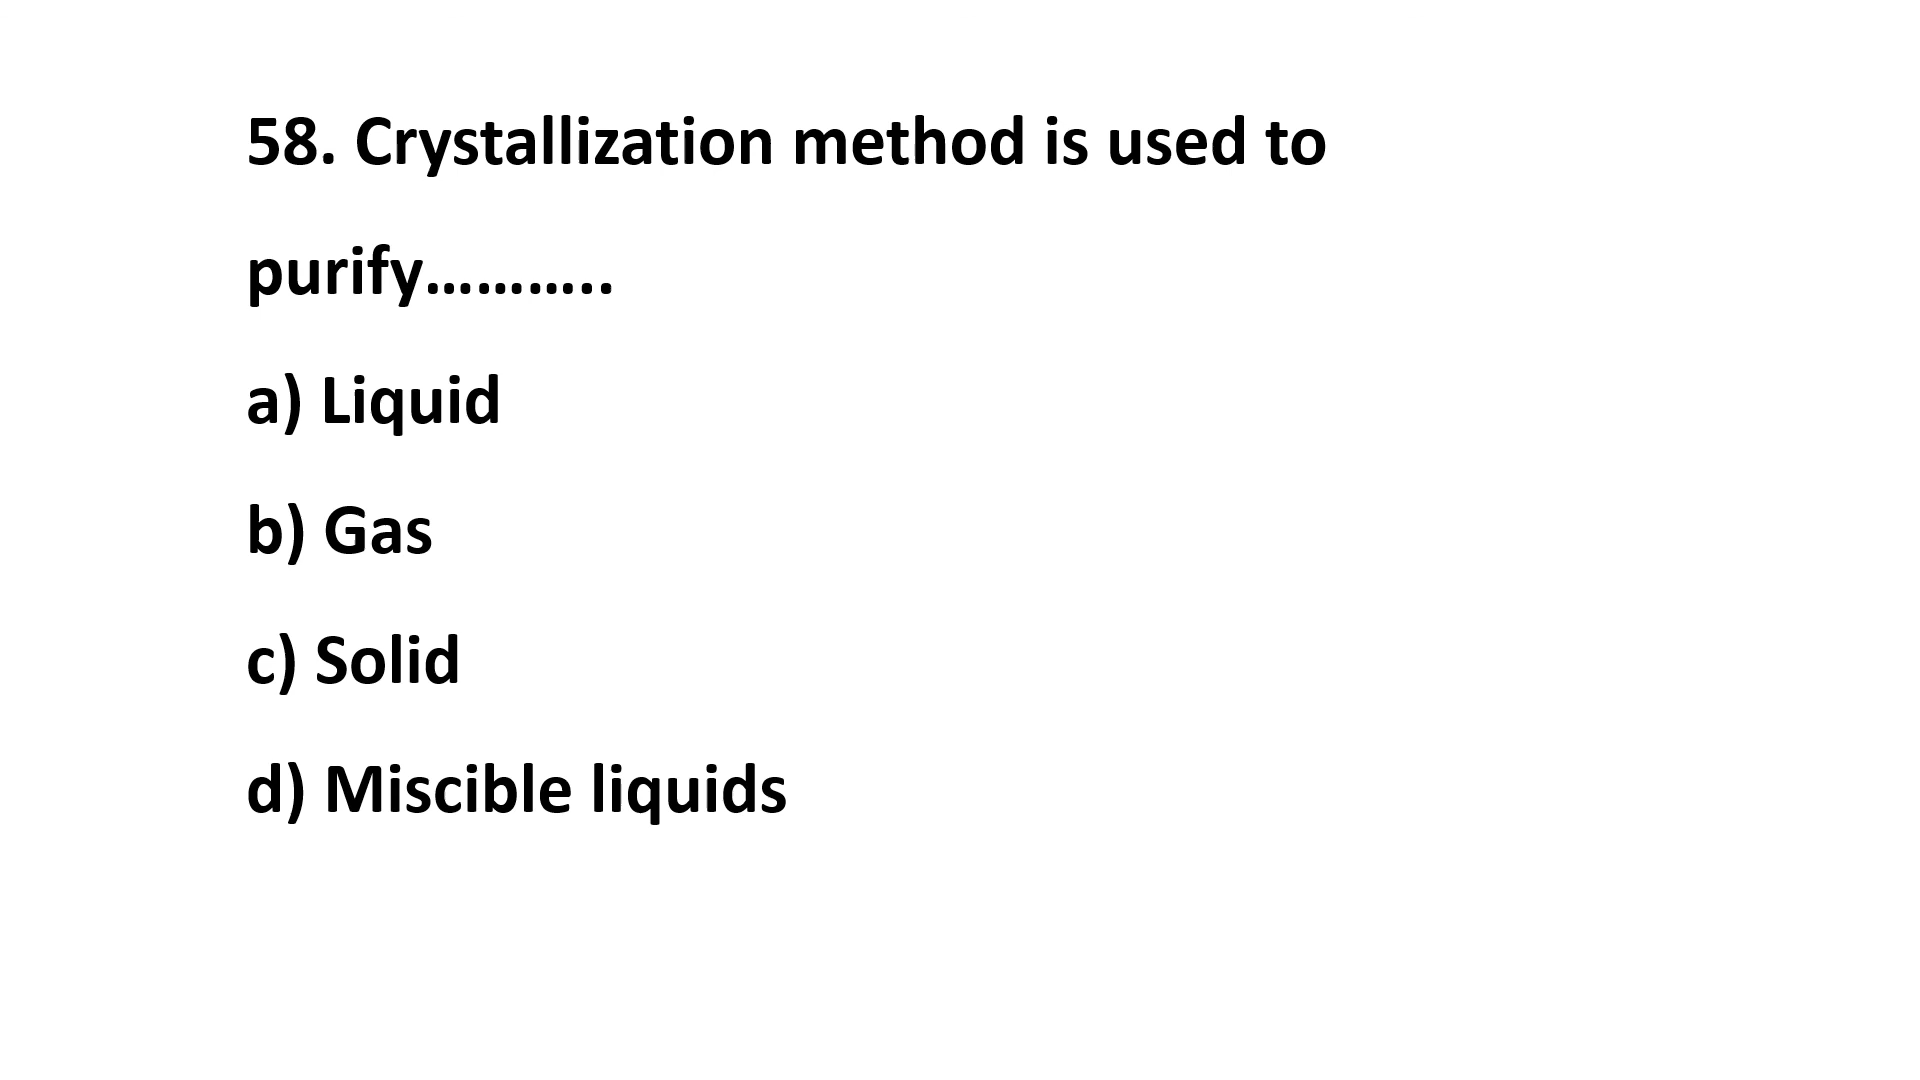 58. Crystallization method is used to
purify………..
a) Liquid
b) Gas
c) Solid
d) Miscible liquids